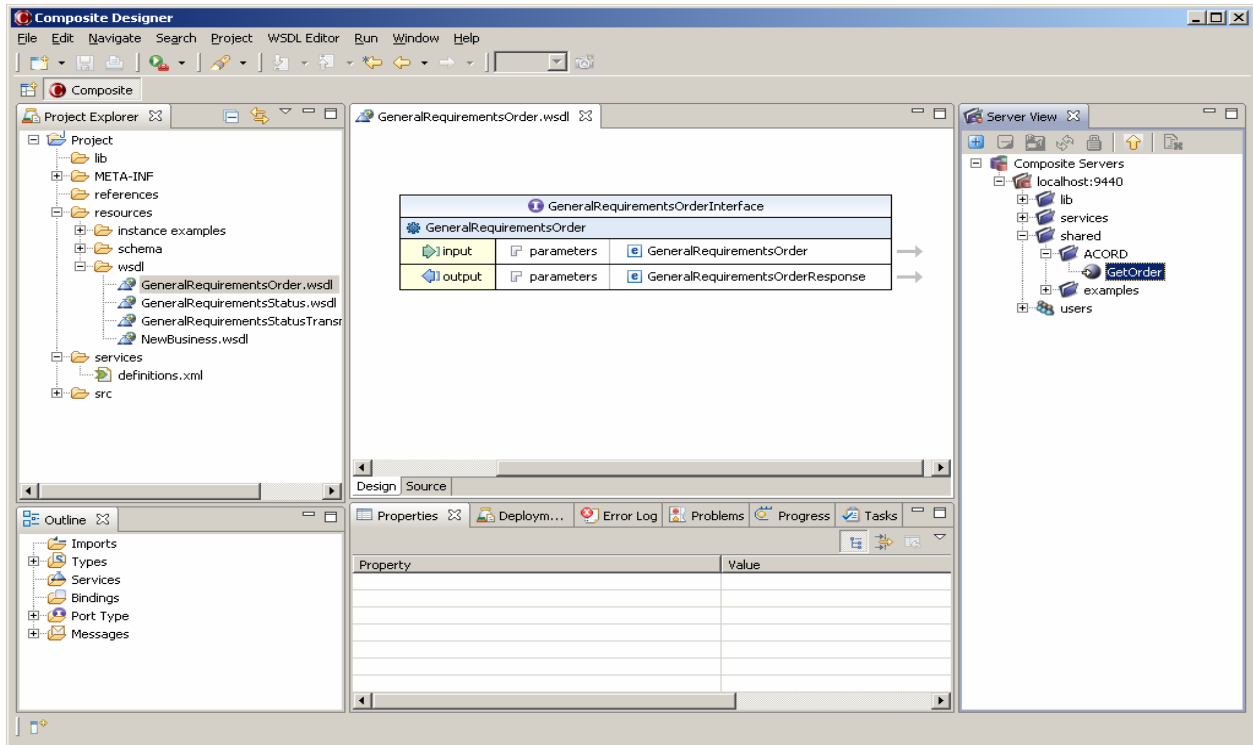 Composite Designer
File Edit Navigate Search Project WSDL Editor Run Window Help
Composite
Project Explorer
Project
lib
META-INF
references
resources
instance examples
schema
wsdl
GeneralRequirementsOrder.wsdl
GeneralRequirementsStatus.wsdl
GeneralRequirementsStatusTransr
NewBusiness.wsdl
services
definitions.xml
src
Outline
Imports
Types
Services
Bindings
Port Type
Messages
GeneralRequirementsOrder.wsdl
GeneralRequirementsOrderInterface
GeneralRequirementsOrder
input parameters e GeneralRequirementsOrder
output parameters e GeneralRequirementsOrderResponse
Design Source
Properties Deploym... Error Log Problems Progress Tasks
Property Value
Server View
Composite Servers
localhost:9440
lib
services
shared
ACORD
GetOrder
examples
users